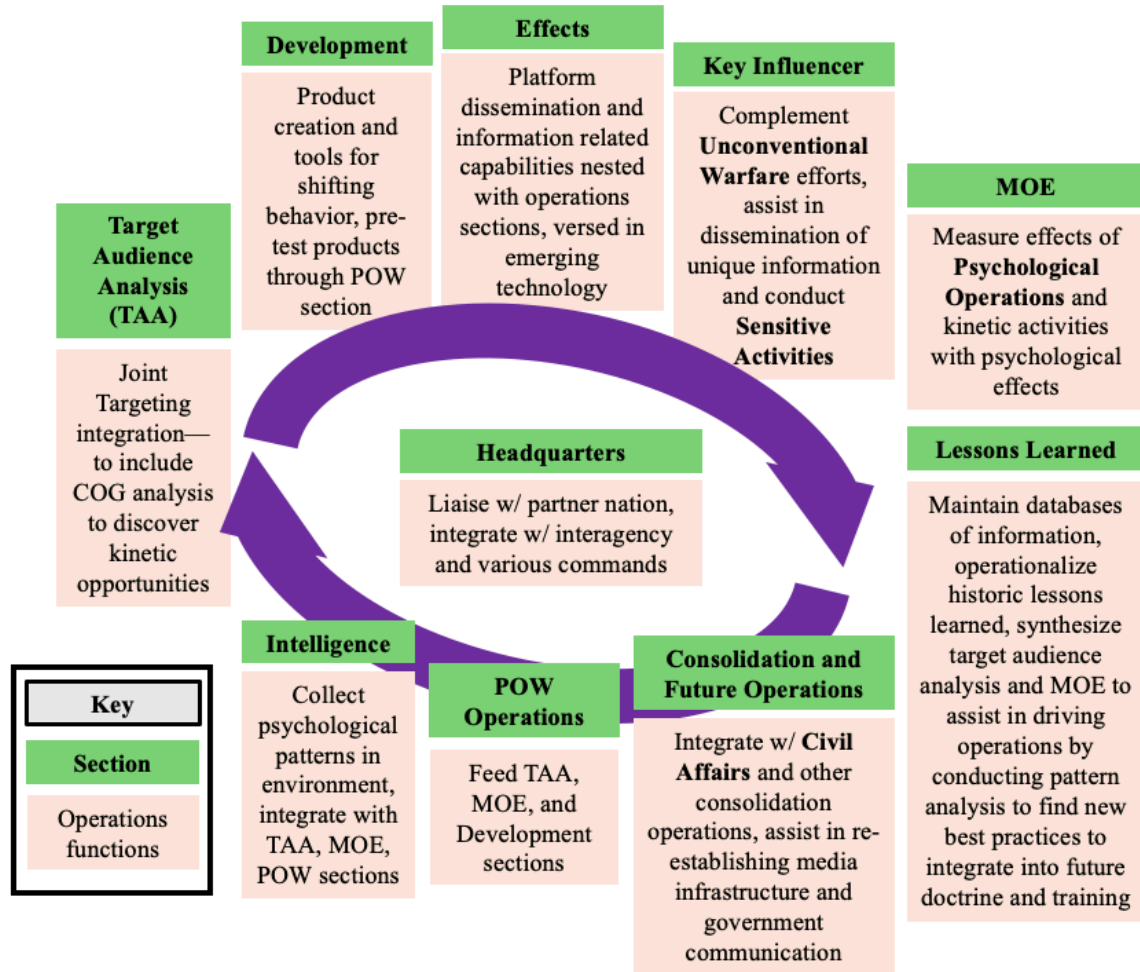 Development
Product
creation and
tools for
shifting
behavior, pre-
test products
through POW
section
Effects
Platform
dissemination and
information related
capabilities nested
with operations
sections, versed in
emerging
technology
Key Influencer
Complement
Unconventional
Warfare efforts,
assist in
dissemination of
unique information
and conduct
Sensitive
Activities
MOE
Measure effects of
Psychological
Operations and
kinetic activities
with psychological
effects
Target
Audience
Analysis
(TAA)
Joint
Targeting
integration—
to include
COG analysis
to discover
kinetic
opportunities
Headquarters
Liaise w/ partner nation,
integrate w/ interagency
and various commands
Lessons Learned
Maintain databases
of information,
operationalize
historic lessons
learned, synthesize
target audience
analysis and MOE to
assist in driving
operations by
conducting pattern
analysis to find new
best practices to
integrate into future
doctrine and training
Intelligence
Collect
psychological
patterns in
environment,
integrate with
TAA, MOE,
POW sections
POW
Operations
Feed TAA,
MOE, and
Development
sections
Consolidation and
Future Operations
Integrate w/ Civil
Affairs and other
consolidation
operations, assist in re-
establishing media
infrastructure and
government
communication
Key
Section
Operations
functions